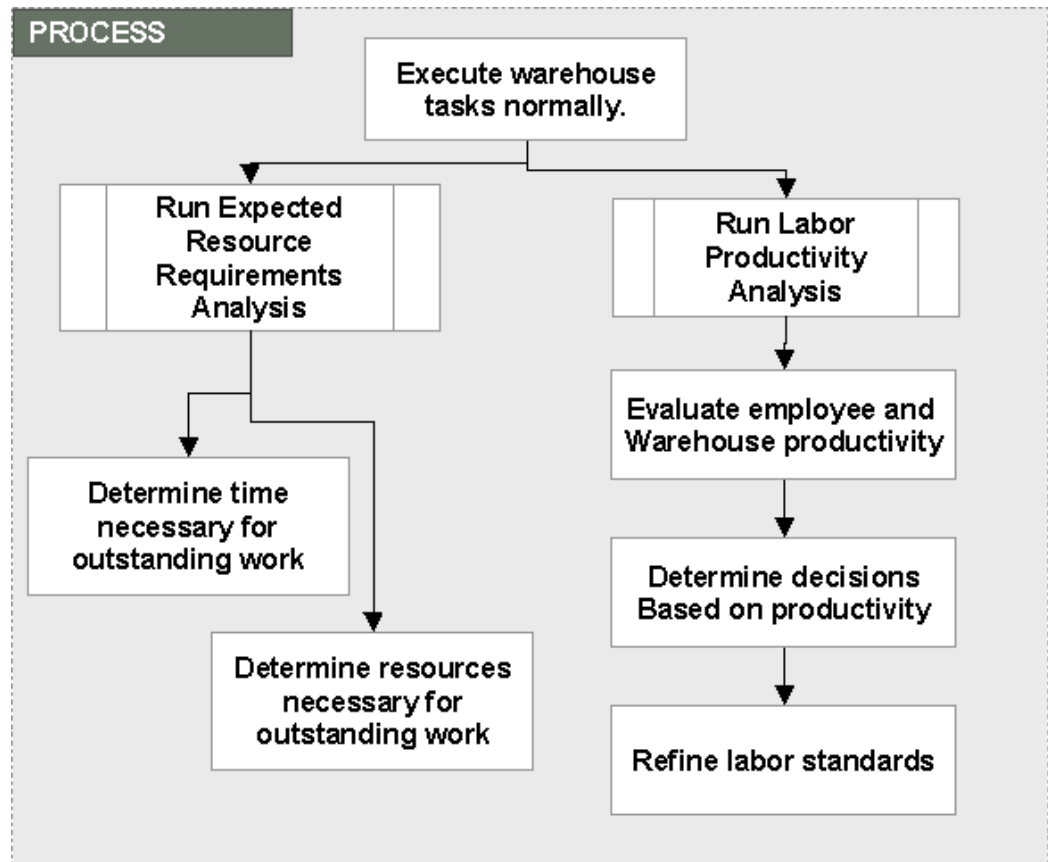 PROCESS
Execute warehouse
tasks normally.
Run Expected
Resource
Requirements
Analysis
Run Labor
Productivity
Analysis
Evaluate employee and
Warehouse productivity
Determine time
necessary for
outstanding work
Determine decisions
Based on productivity
Determine resources
necessary for
outstanding work
Refine labor standards